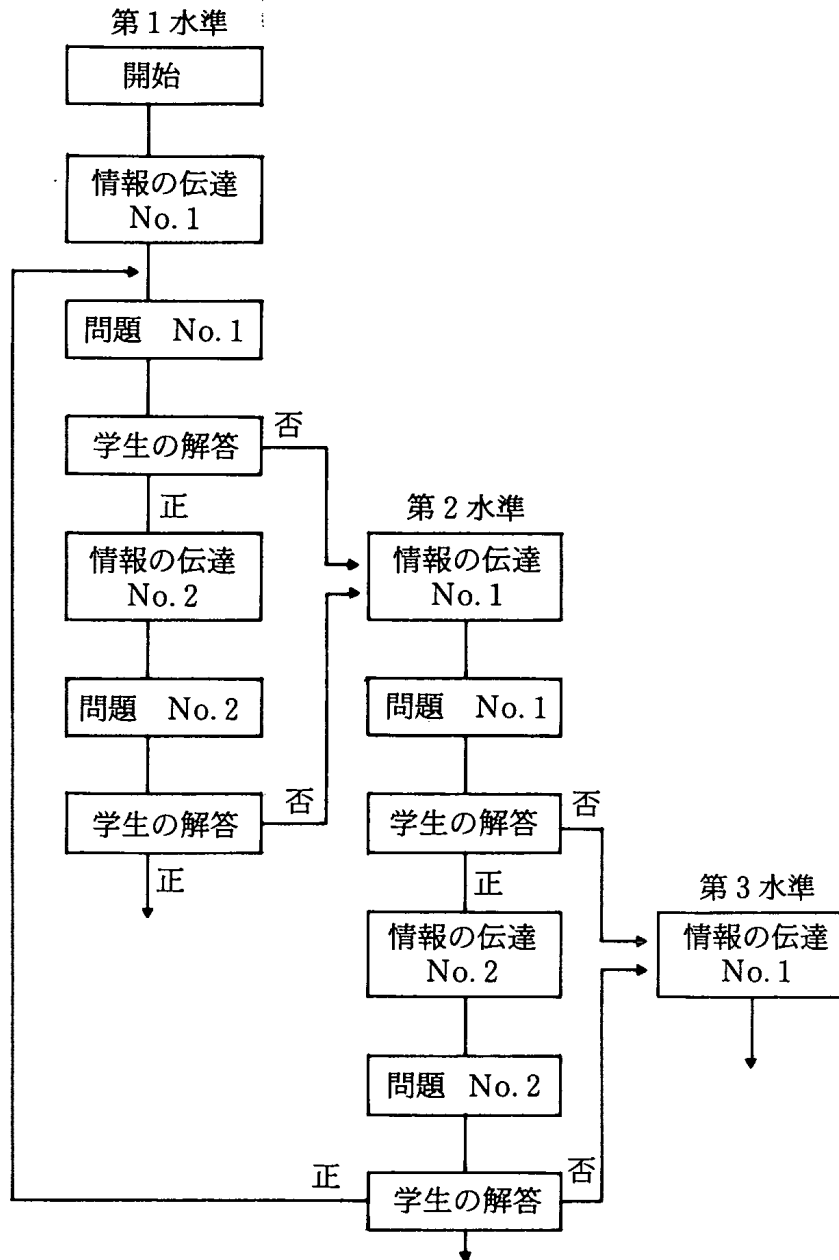 第1水準
開始
情報の伝達
No.1
問題 No.1
学生の解答
否
正
情報の伝達
No.2
問題 No.2
学生の解答
否
正
第2水準
情報の伝達
No.1
問題 No.1
学生の解答
否
正
情報の伝達
No.2
問題 No.2
学生の解答
正
否
第3水準
情報の伝達
No.1